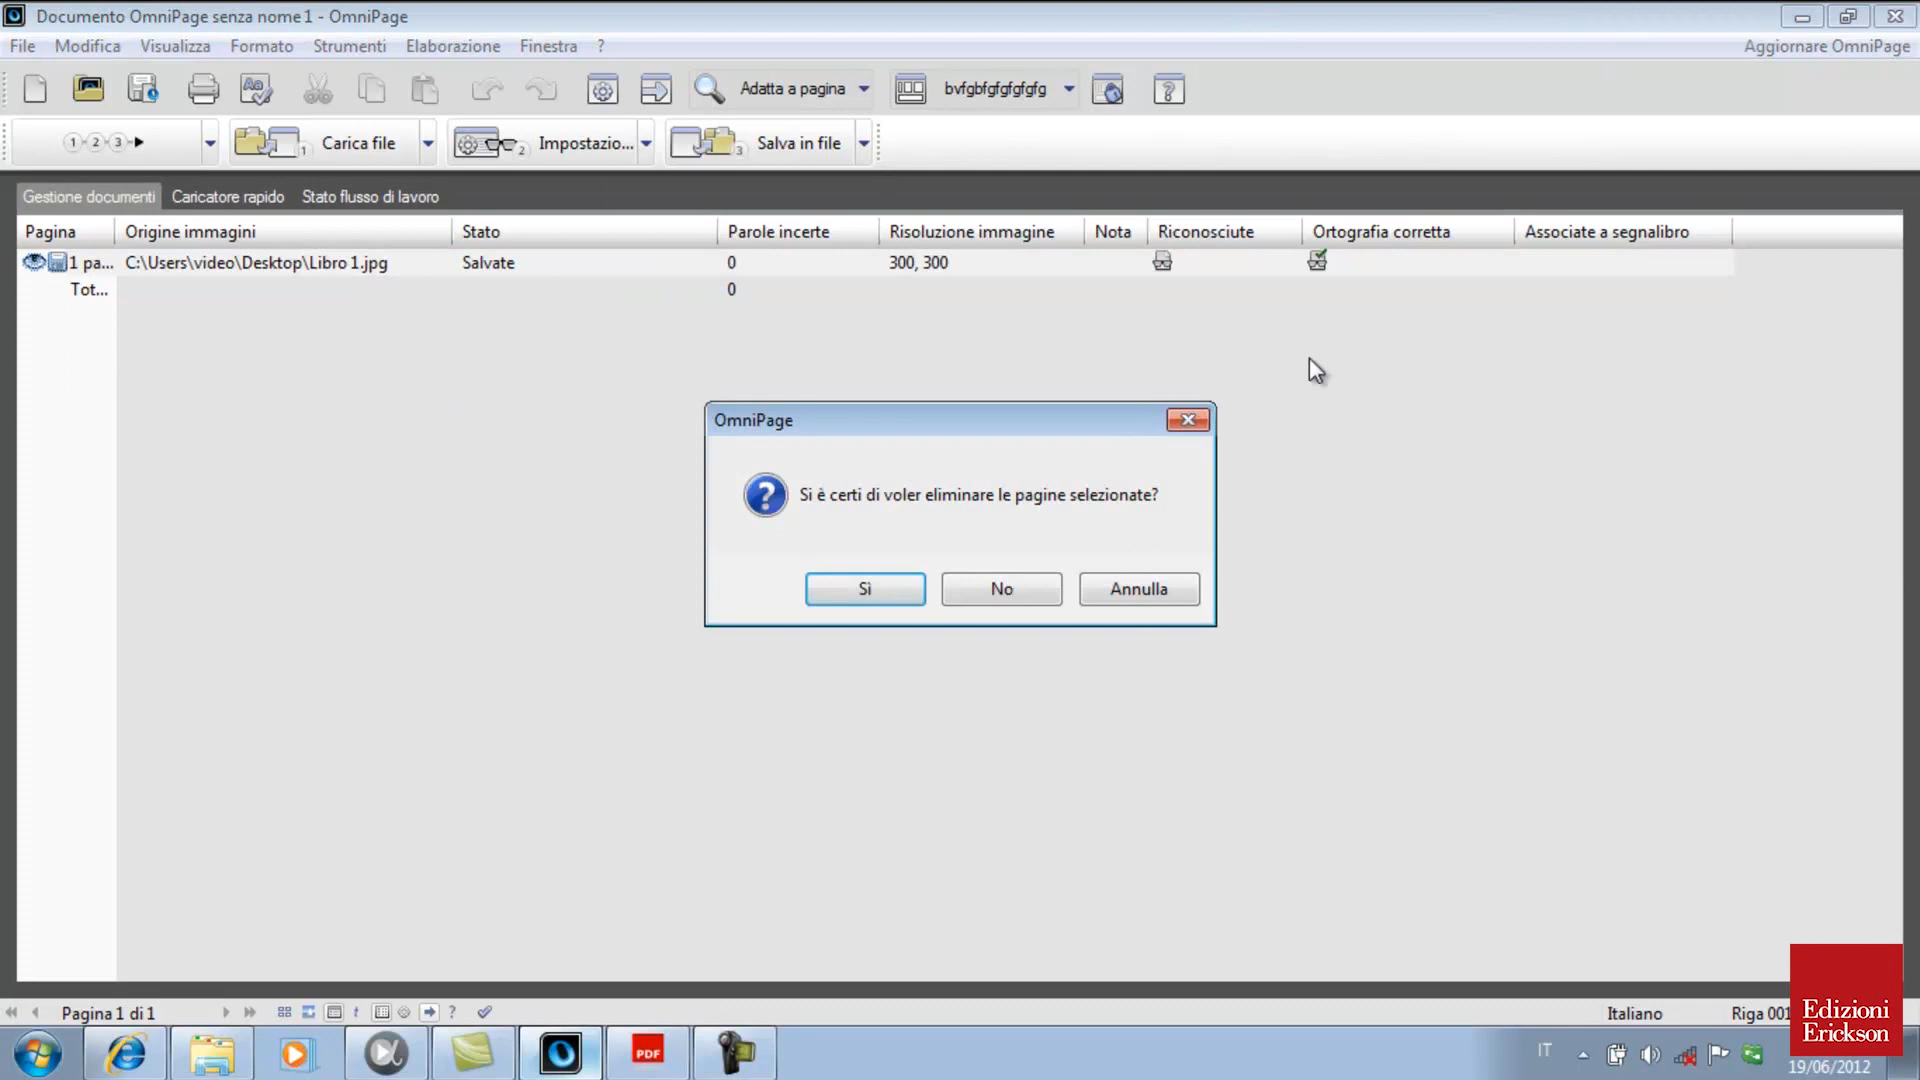 Documento OmniPage senza nome 1 - OmniPage
File Modifica Visualizza Formato Strumenti Elaborazione Finestra ? Aggiornare OmniPage
Adatta a pagina bvfgbfgfgfgfgfg
1 2 3 1 Carica file 2 Impostazio... 3 Salva in file
Gestione documenti Caricatore rapido Stato flusso di lavoro
Pagina Origine immagini Stato Parole incerte Risoluzione immagine Nota Riconosciute Ortografia corretta Associate a segnalibro
1 pa... C:\Users\video\Desktop\Libro 1.jpg Salvate 0 300, 300
Tot... 0
OmniPage
Si è certi di voler eliminare le pagine selezionate?
Sì No Annulla
Pagina 1 di 1 Italiano Riga 001
Edizioni
Erickson
PDF IT
19/06/2012